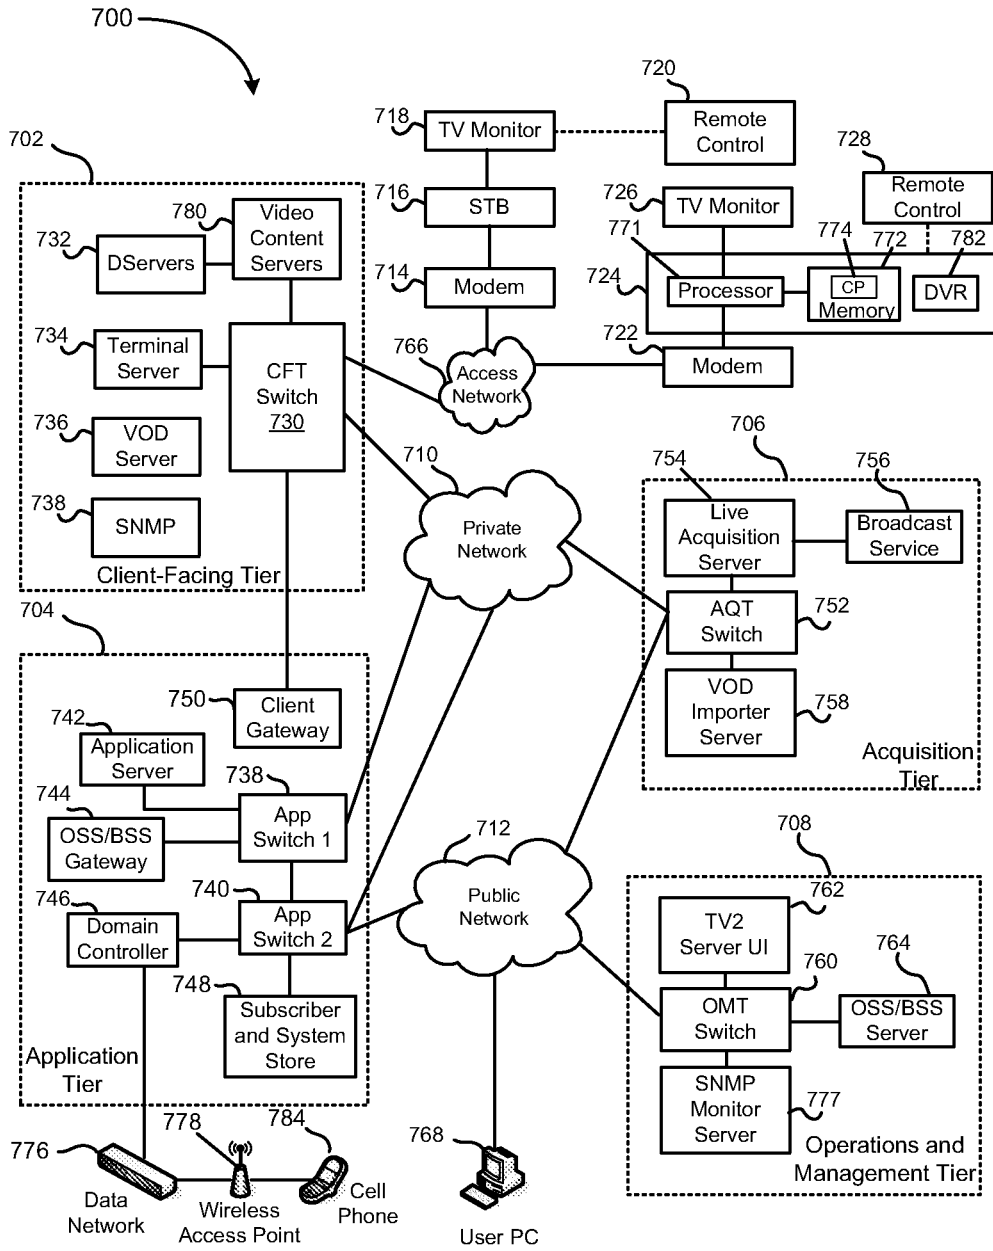 700
702
780
Video
Content
Servers
732
DServers
734
Terminal
Server
CFT
Switch
730
736
VOD
Server
738
SNMP
Client-Facing Tier
718
TV Monitor
720
Remote
Control
716
STB
714
Modem
766
Access
Network
726
TV Monitor
728
Remote
Control
771
774
772
782
724
Processor
CP
Memory
DVR
722
Modem
710
Private
Network
706
754
Live
Acquisition
Server
756
Broadcast
Service
AQT
Switch
752
VOD
Importer
Server
758
Acquisition
Tier
704
750
Client
Gateway
742
Application
Server
738
App
Switch 1
744
OSS/BSS
Gateway
740
App
Switch 2
746
Domain
Controller
748
Subscriber
and System
Store
Application
Tier
712
Public
Network
708
762
TV2
Server UI
760
OMT
Switch
764
OSS/BSS
Server
SNMP
Monitor
Server
777
Operations and
Management Tier
776
Data
Network
778
Wireless
Access Point
784
Cell
Phone
768
User PC